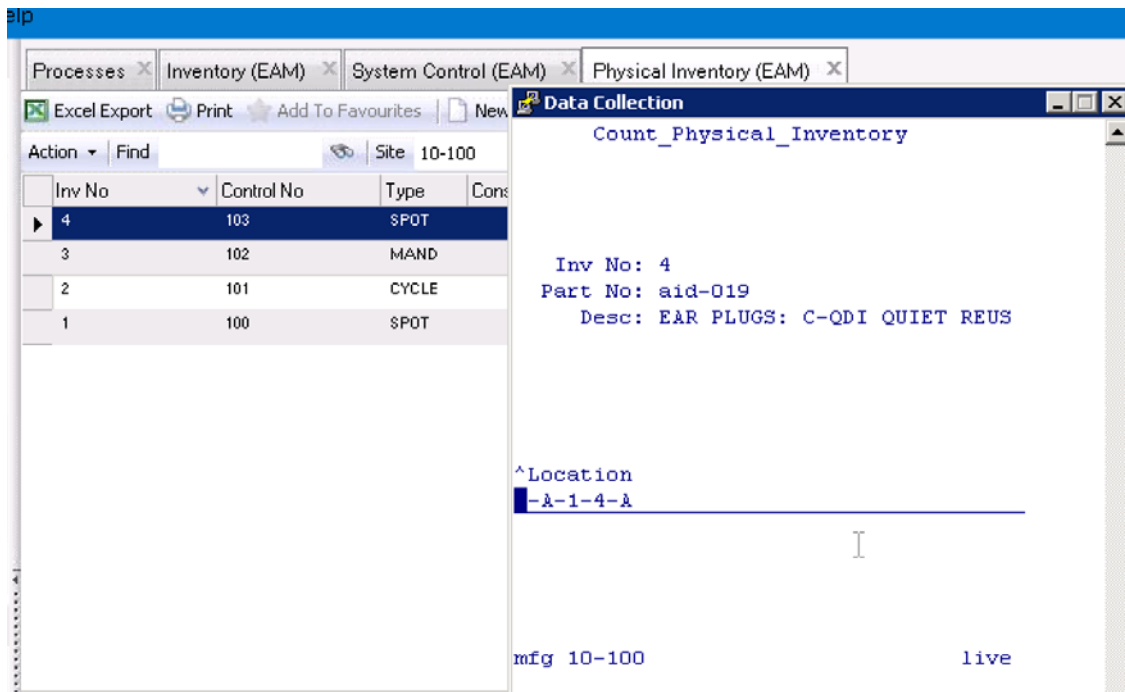 elp
Processes Inventory (EAM) System Control (EAM) Physical Inventory (EAM)
Excel Export Print Add To Favourites New
Action Find Site 10-100
Inv No Control No Type Cons
4 103 SPOT
3 102 MAND
2 101 CYCLE
1 100 SPOT
Data Collection
Count_Physical_Inventory
Inv No: 4
Part No: aid-019
Desc: EAR PLUGS: C-QDI QUIET REUS
^Location
-A-1-4-A
mfg 10-100 live